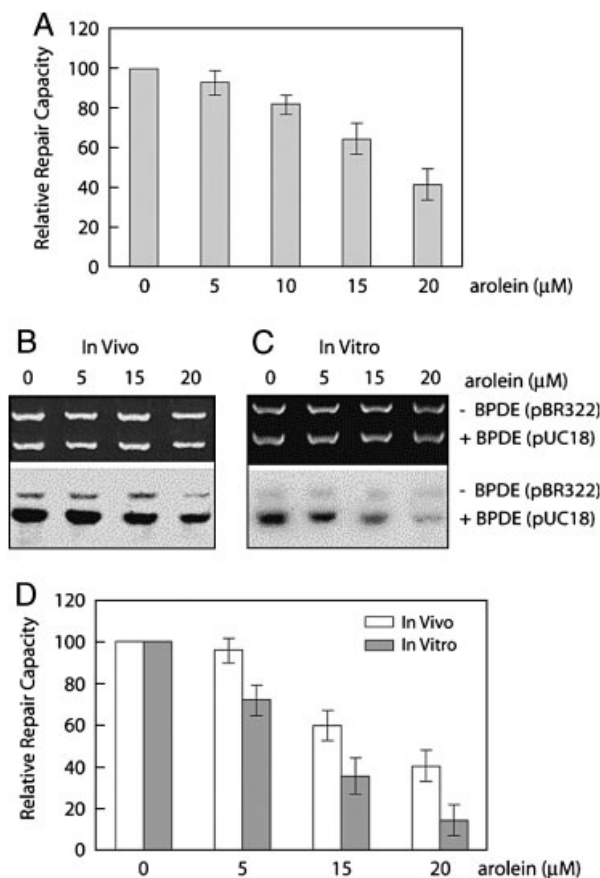 A
120
100
80
60
40
20
0
Relative Repair Capacity
0 5 10 15 20 arolein (µM)
B In Vivo
0 5 15 20
C In Vitro
0 5 15 20 arolein (µM)
- BPDE (pBR322)
+ BPDE (pUC18)
- BPDE (pBR322)
+ BPDE (pUC18)
D
120
100
80
60
40
20
0
Relative Repair Capacity
In Vivo
In Vitro
0 5 15 20 arolein (µM)